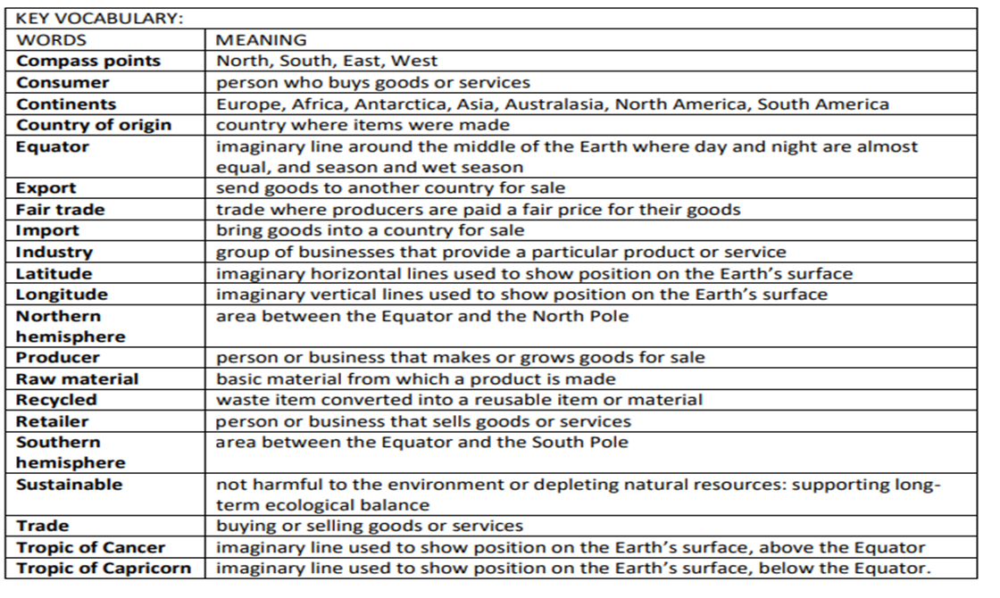 KEY VOCABULARY:
WORDS MEANING
Compass points North, South, East, West
Consumer person who buys goods or services
Continents Europe, Africa, Antarctica, Asia, Australasia, North America, South America
Country of origin country where items were made
Equator imaginary line around the middle of the Earth where day and night are almost
equal, and season and wet season
Export send goods to another country for sale
Fair trade trade where producers are paid a fair price for their goods
Import bring goods into a country for sale
Industry group of businesses that provide a particular product or service
Latitude imaginary horizontal lines used to show position on the Earth's surface
Longitude imaginary vertical lines used to show position on the Earth's surface
Northern area between the Equator and the North Pole
hemisphere
Producer person or business that makes or grows goods for sale
Raw material basic material from which a product is made
Recycled waste item converted into a reusable item or material
Retailer person or business that sells goods or services
Southern area between the Equator and the South Pole
hemisphere
Sustainable not harmful to the environment or depleting natural resources: supporting long-
term ecological balance
Trade buying or selling goods or services
Tropic of Cancer imaginary line used to show position on the Earth's surface, above the Equator
Tropic of Capricorn imaginary line used to show position on the Earth's surface, below the Equator.